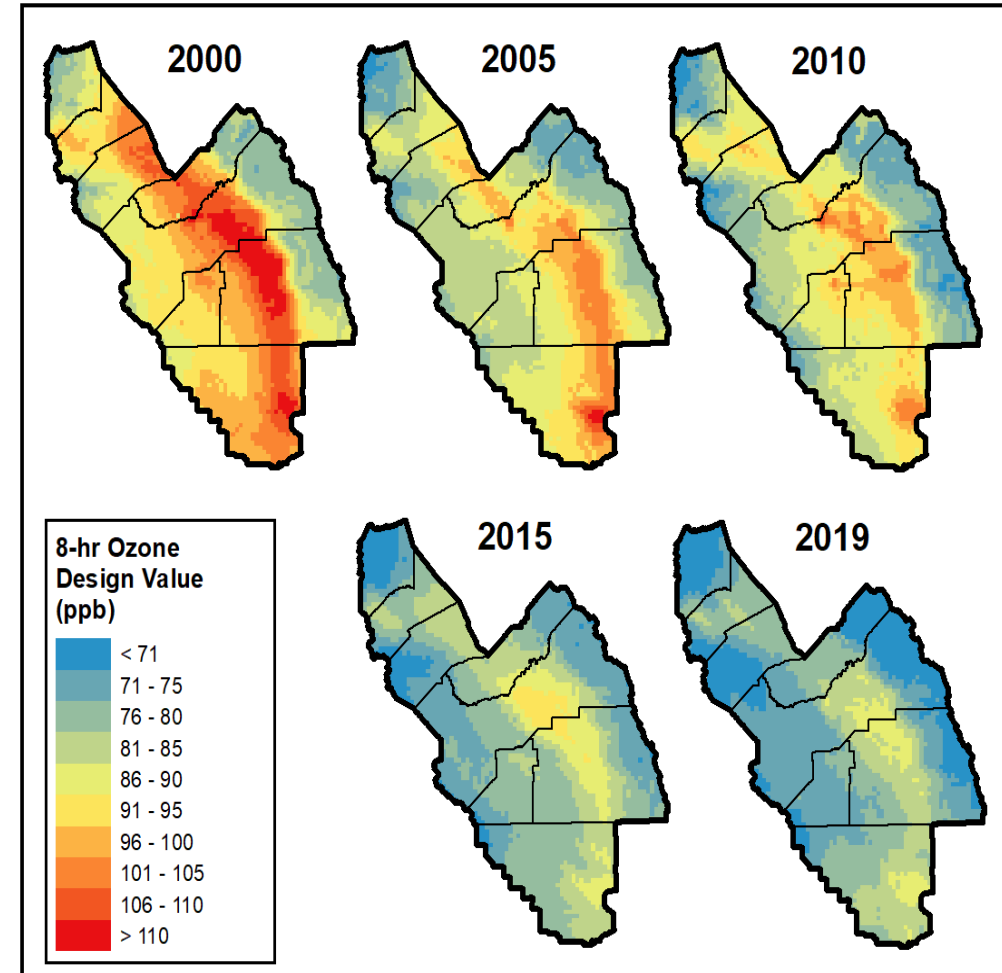 2000
2005
2010
2015
2019
8-hr Ozone
Design Value
(ppb)
< 71
71 - 75
76 - 80
81 - 85
86 - 90
91 - 95
96 - 100
101 - 105
106 - 110
> 110